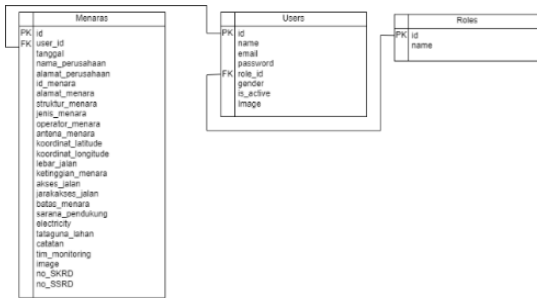 Menaras
PK id
FK user_id
tanggal
nama_perusahaan
alamat_perusahaan
id_menara
alamat_menara
struktur_menara
jenis_menara
operator_menara
antena_menara
koordinat_latitude
koordinat_longitude
lebar_jalan
ketinggian_menara
akses_jalan
jarakakses_jalan
batas_menara
sarana_pendukung
electricity
tataguna_lahan
catatan
tim_monitoring
image
no_SKRD
no_SSRD
Users
PK id
name
email
password
FK role_id
gender
is_active
image
Roles
PK id
name